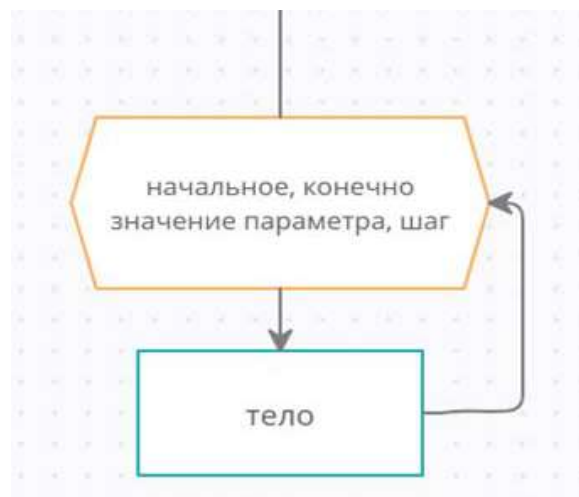 начальное, конечно
значение параметра, шаг
тело